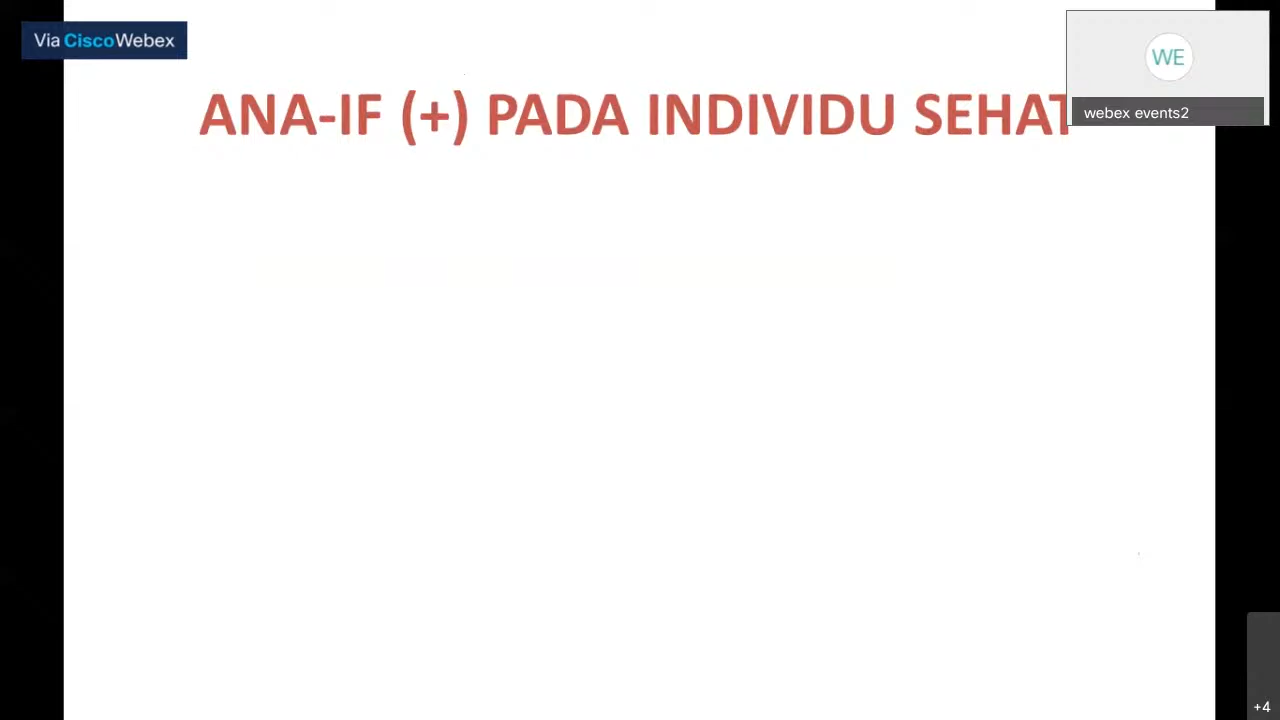 Via CiscoWebex
WE
ANA-IF (+) PADA INDIVIDU SEHAT
webex events2
+4